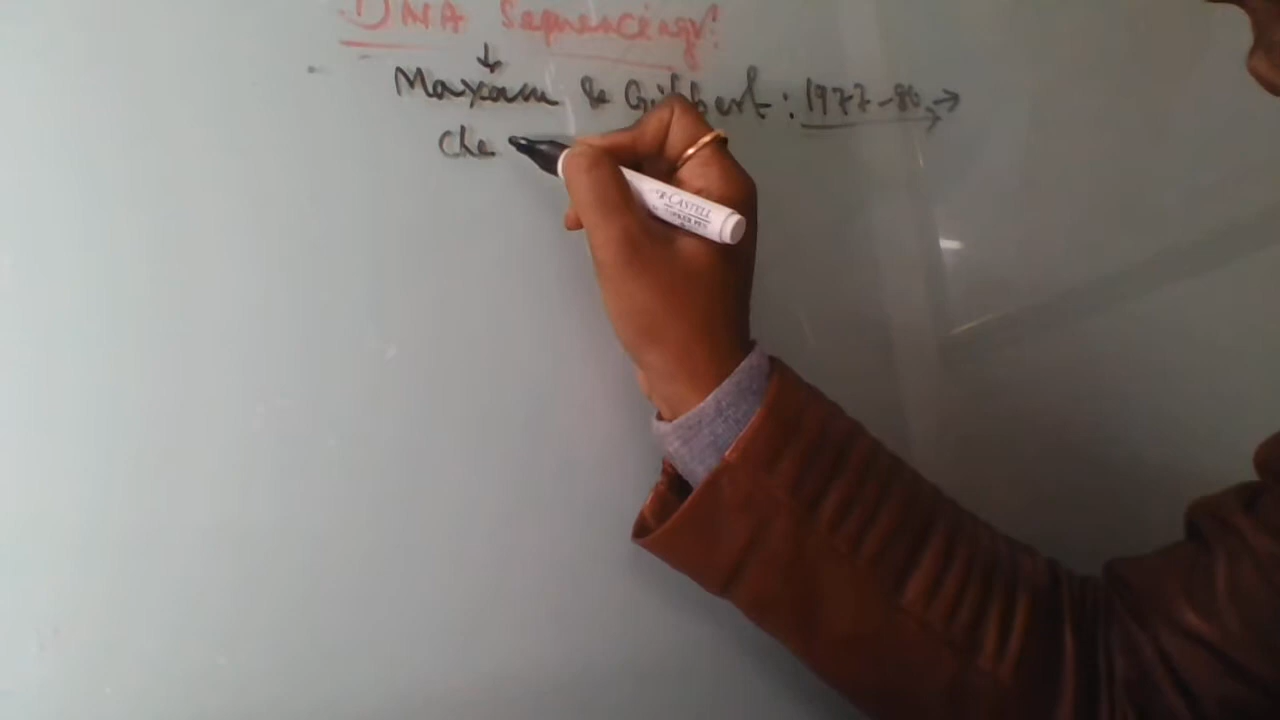 DNA Sequencing:
↓
Maxam & Gilbert : 1977-80 →
Che
CASTELL